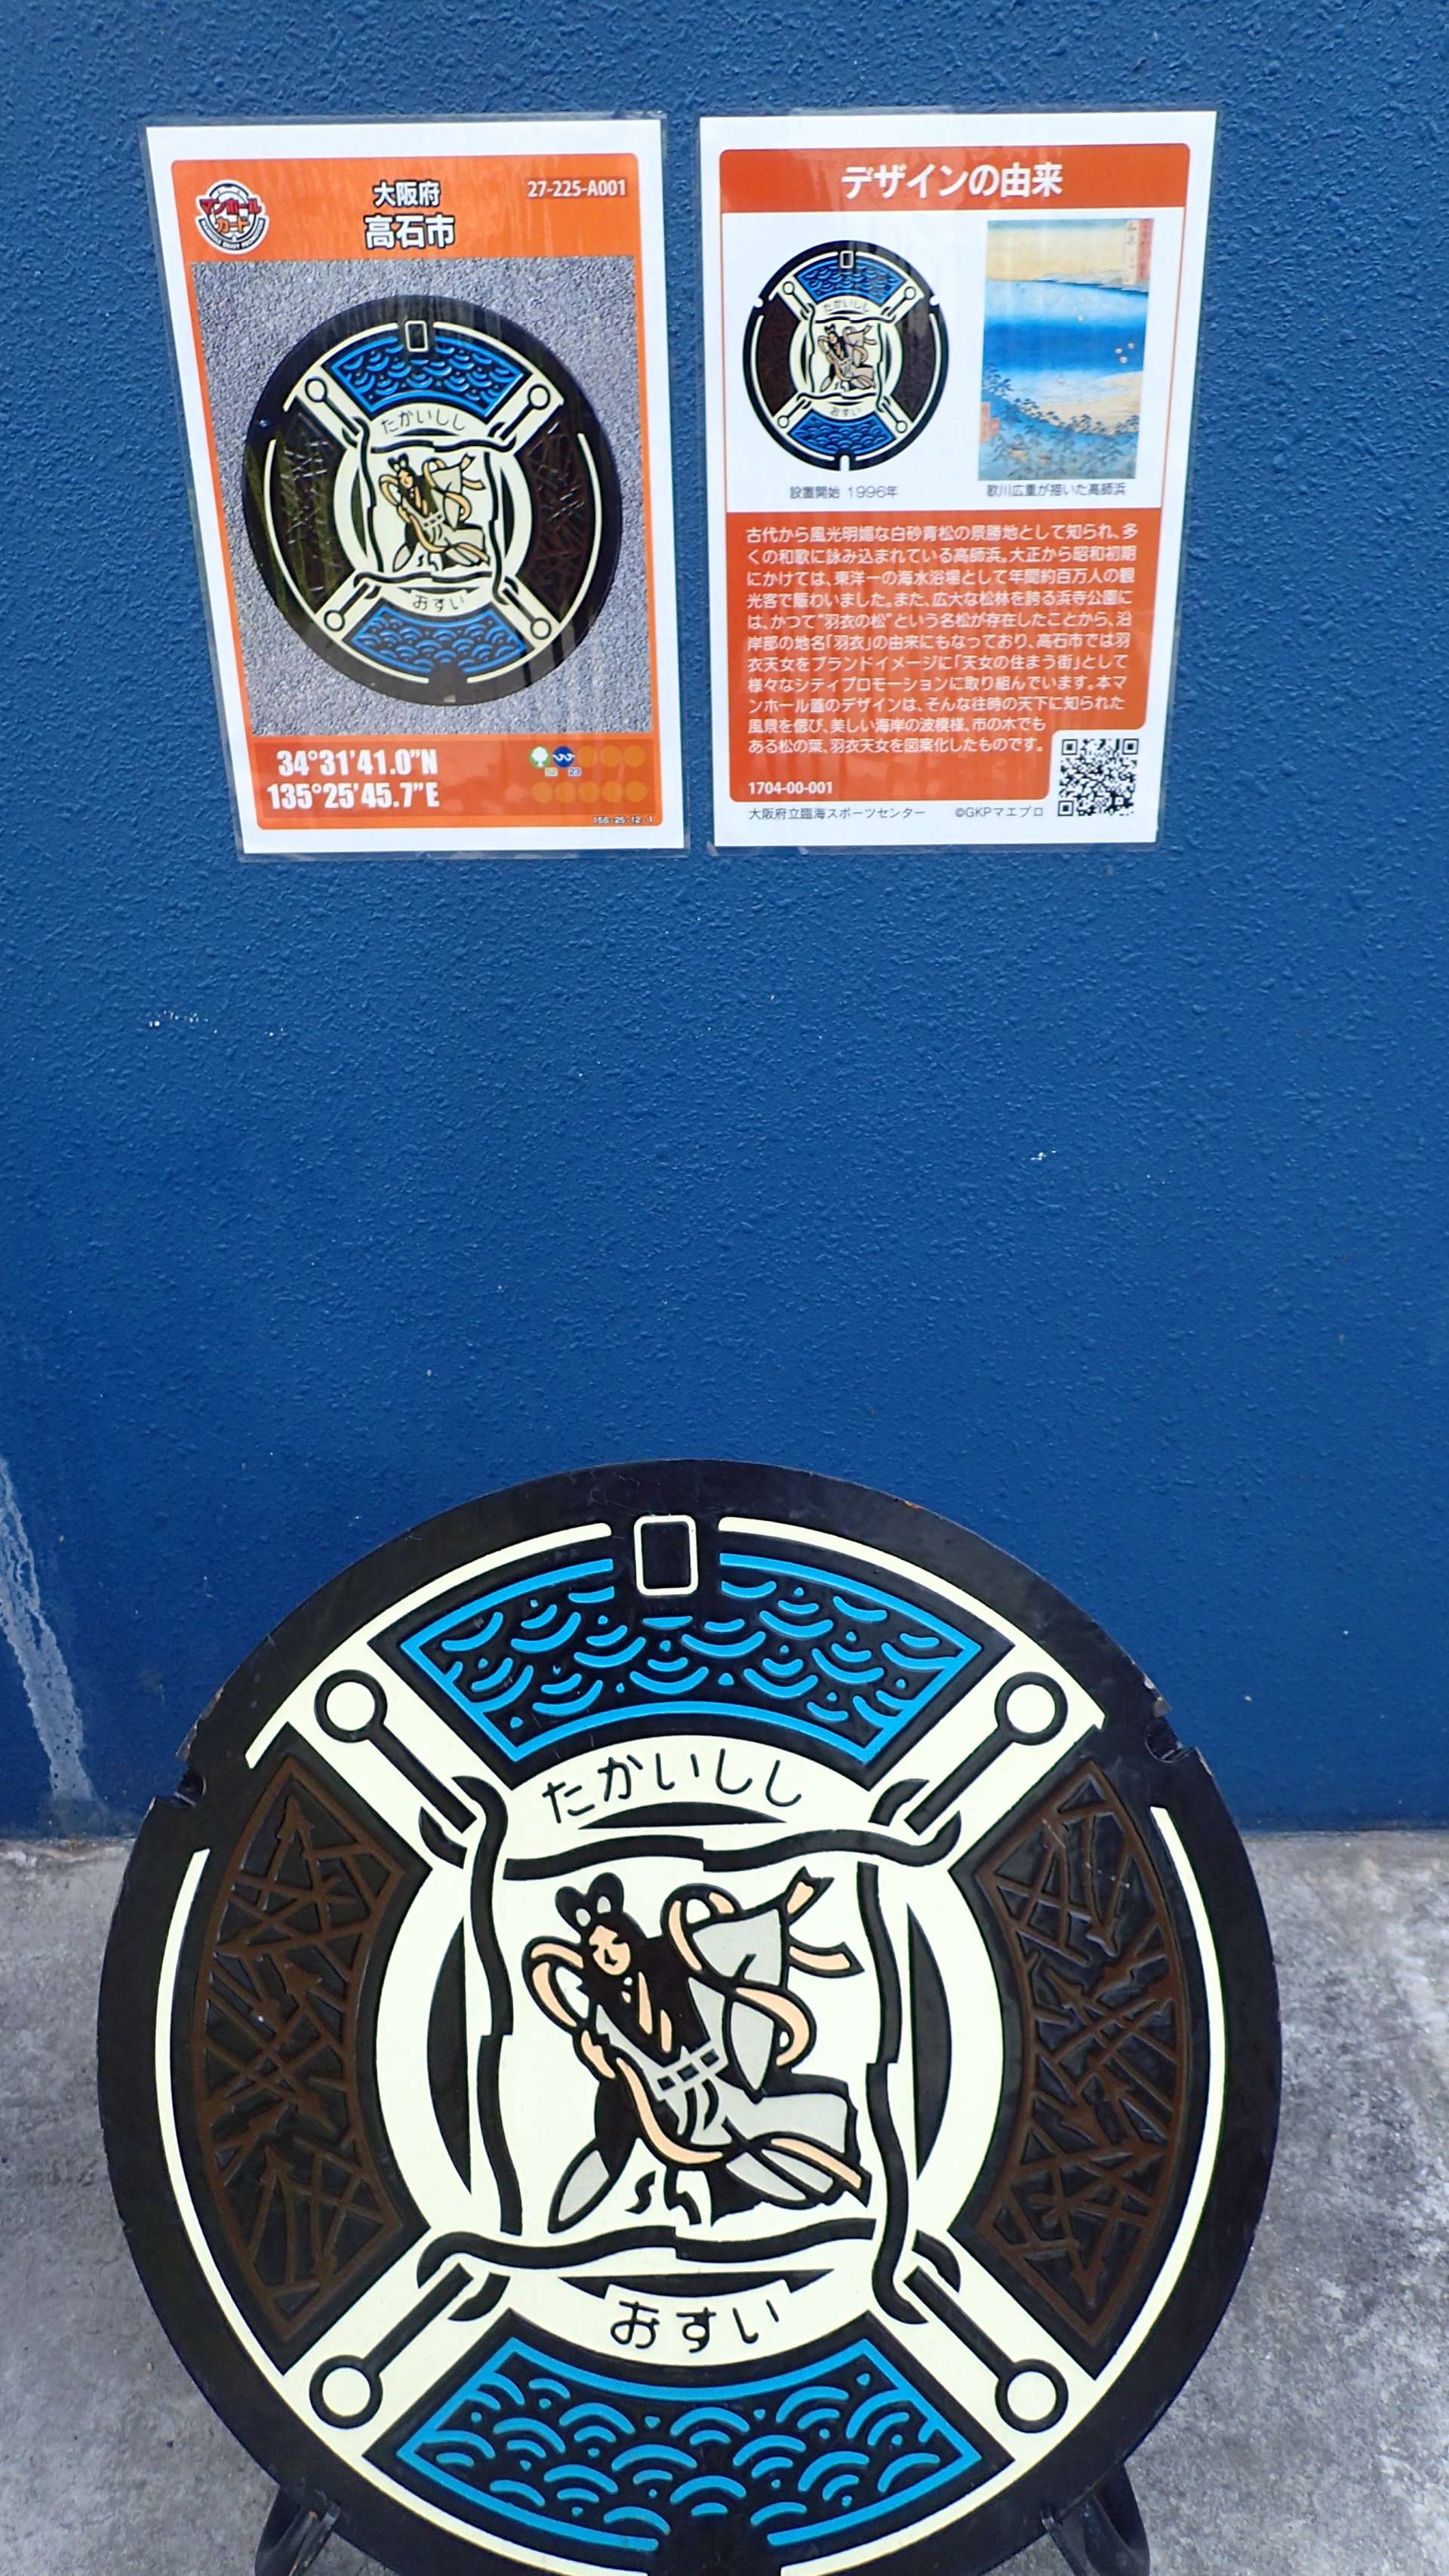 マンホール
カード
大阪府
高石市
27-225-A001
たかいしし
おすい
34°31'41.0"N
135°25'45.7"E
156-25-12-1
デザインの由来
たかいしし
おすい
設置開始 1996年
歌川広重が描いた高師浜
古代から風光明媚な白砂青松の景勝地として知られ、多
くの和歌に詠み込まれている高師浜。大正から昭和初期
にかけては、東洋一の海水浴場として年間約百万人の観
光客で賑わいました。また、広大な松林を誇る浜寺公園に
は、かつて"羽衣の松"という名松が存在したことから、沿
岸部の地名「羽衣」の由来にもなっており、高石市では羽
衣天女をブランドイメージに「天女の住まう街」として
様々なシティプロモーションに取り組んでいます。本マ
ンホール蓋のデザインは、そんな往時の天下に知られた
風景を偲び、美しい海岸の波模様、市の木でも
ある松の葉、羽衣天女を図案化したものです。
1704-00-001
大阪府立臨海スポーツセンター ©GKPマエプロ
たかいしし
おすい